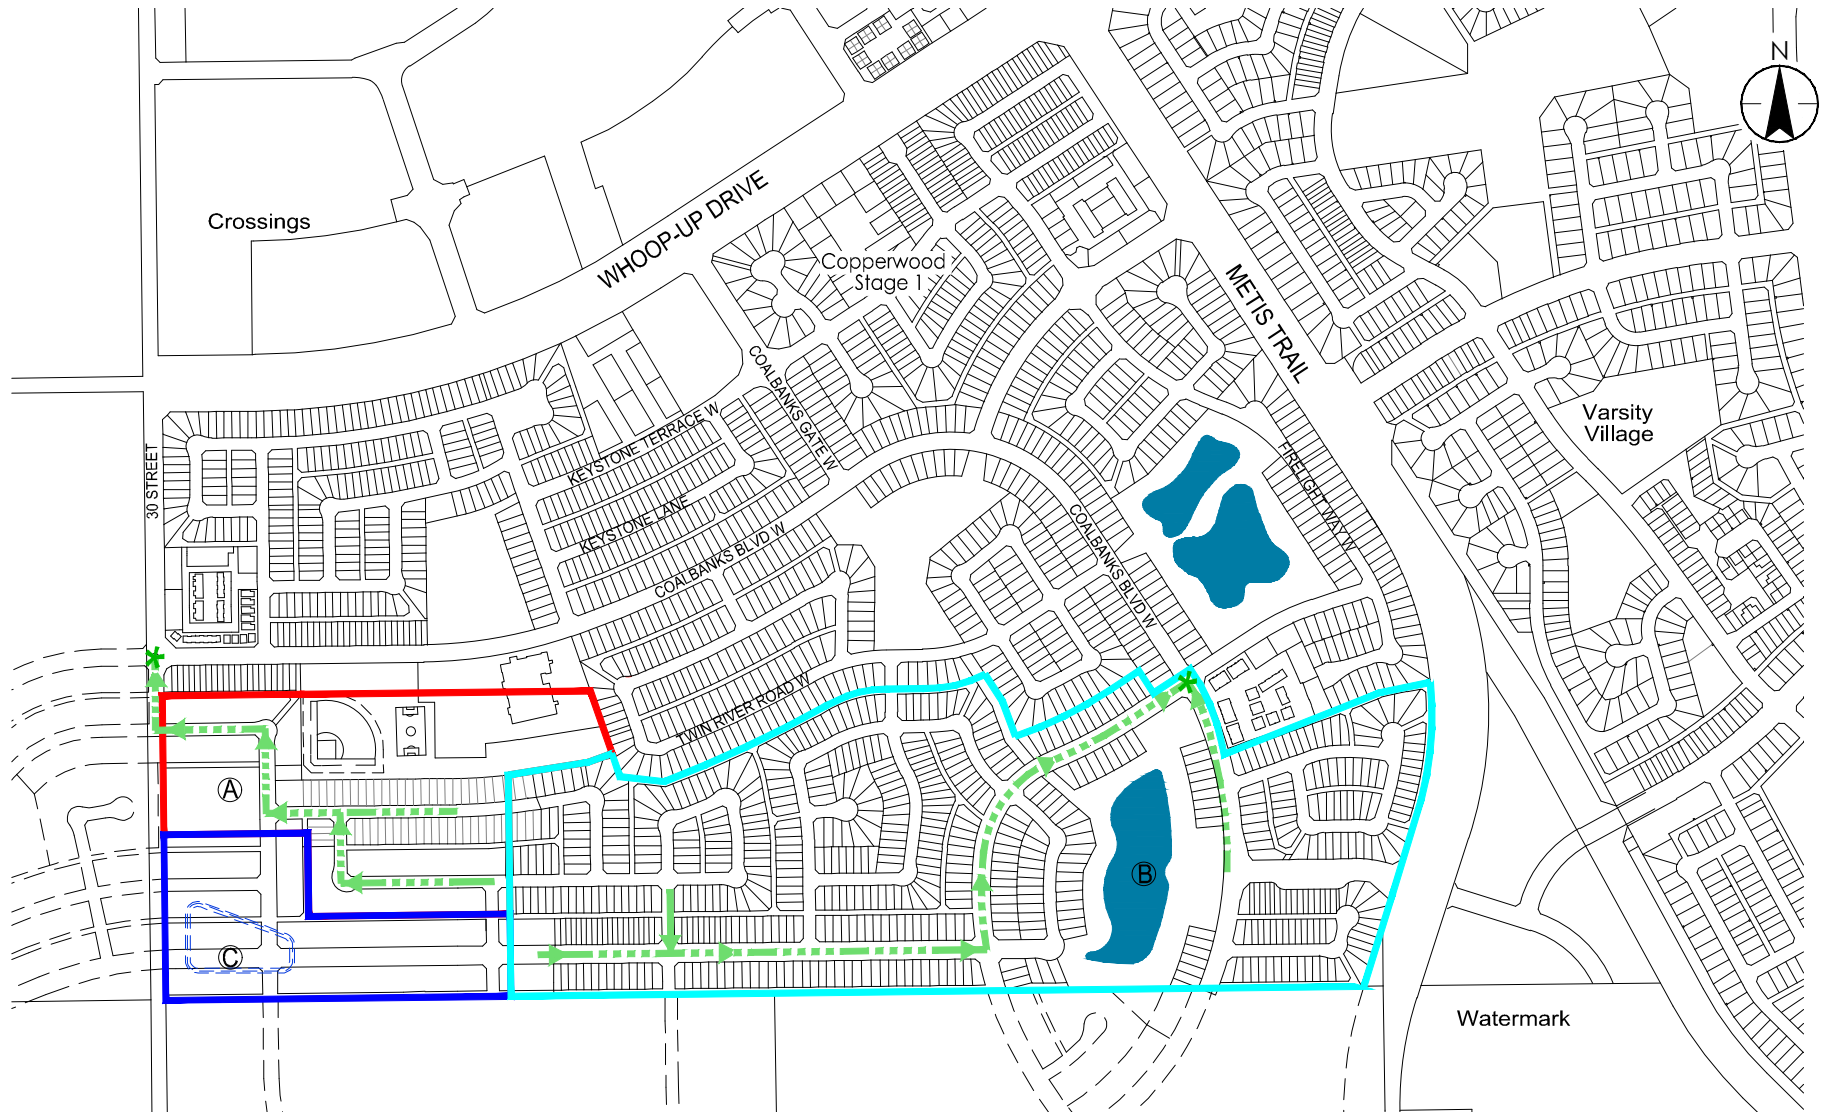 N
Crossings
WHOOP-UP DRIVE
Copperwood
Stage 1
METIS TRAIL
COALBANKS GATE W
KEYSTONE TERRACE W
Varsity
Village
30 STREET
KEYSTONE LANE
FIRELIGHT WAY W
COALBANKS BLVD W
COALBANKS BLVD W
TWIN RIVER ROAD W
A
B
C
Watermark